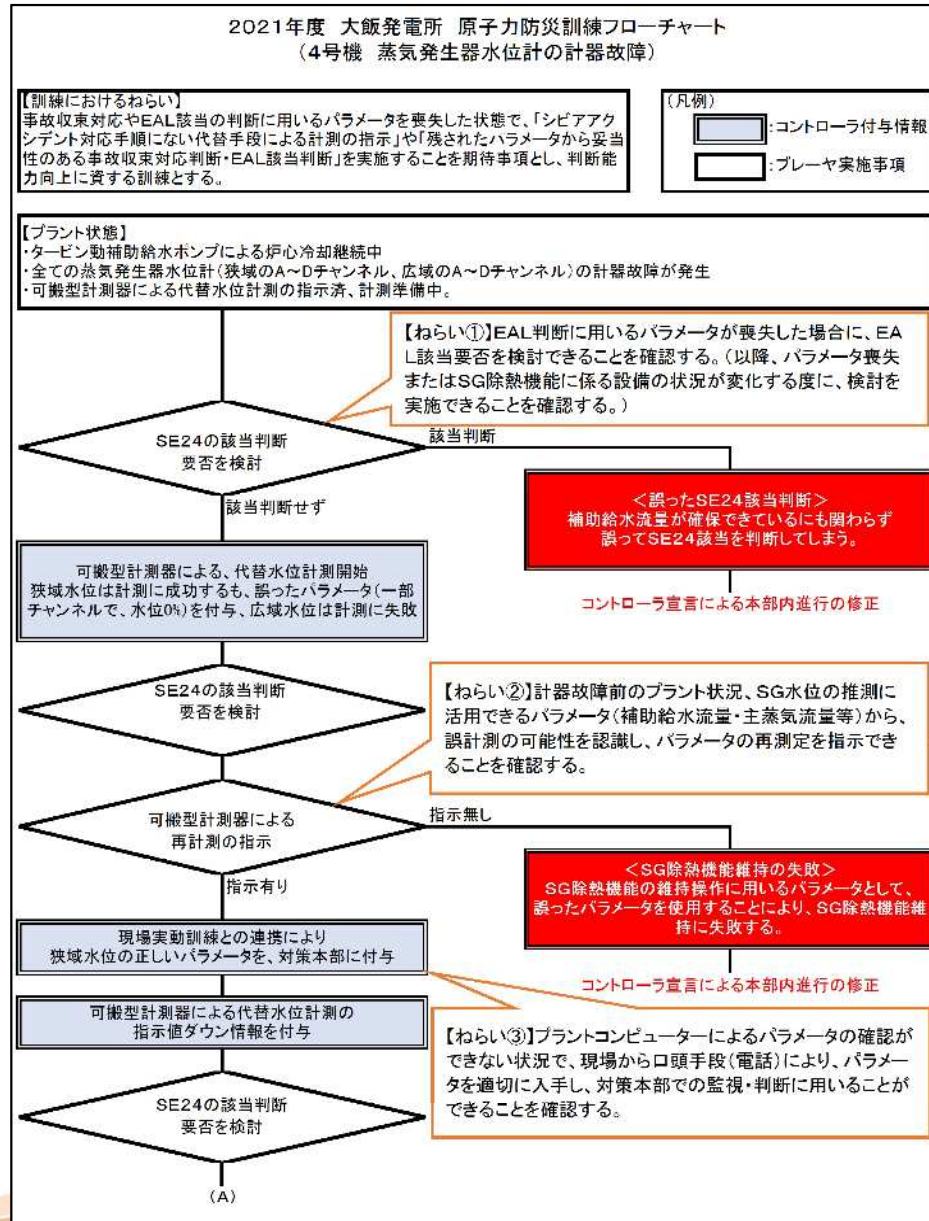 2021年度 大飯発電所 原子力防災訓練フローチャート
(4号機 蒸気発生器水位計の計器故障)
【訓練におけるねらい】
事故収束対応やEAL該当の判断に用いるパラメータを喪失した状態で、「シビアアク
シデント対応手順にない代替手段による計測の指示」や「残されたパラメータから妥当
性のある事故収束対応判断・EAL該当判断」を実施することを期待事項とし、判断能
力向上に資する訓練とする。
(凡例)
:コントローラ付与情報
:プレーヤ実施事項
【プラント状態】
・タービン動補助給水ポンプによる炉心冷却継続中
・全ての蒸気発生器水位計(狭域のA~Dチャンネル、広域のA~Dチャンネル)の計器故障が発生
・可搬型計測器による代替水位計測の指示済、計測準備中。
【ねらい①】EAL判断に用いるパラメータが喪失した場合に、EA
L該当要否を検討できることを確認する。(以降、パラメータ喪失
またはSG除熱機能に係る設備の状況が変化する度に、検討を
実施できることを確認する。)
SE24の該当判断
要否を検討
該当判断
該当判断せず
<誤ったSE24該当判断>
補助給水流量が確保できているにも関わらず
誤ってSE24該当を判断してしまう。
コントローラ宣言による本部内進行の修正
可搬型計測器による、代替水位計測開始
狭域水位は計測に成功するも、誤ったパラメータ(一部
チャンネルで、水位0%)を付与、広域水位は計測に失敗
SE24の該当判断
要否を検討
【ねらい②】計器故障前のプラント状況、SG水位の推測に
活用できるパラメータ(補助給水流量・主蒸気流量等)から、
誤計測の可能性を認識し、パラメータの再測定を指示でき
ることを確認する。
可搬型計測器による
再計測の指示
指示無し
指示有り
<SG除熱機能維持の失敗>
SG除熱機能の維持操作に用いるパラメータとして、
誤ったパラメータを使用することにより、SG除熱機能維
持に失敗する。
コントローラ宣言による本部内進行の修正
現場実動訓練との連携により
狭域水位の正しいパラメータを、対策本部に付与
可搬型計測器による代替水位計測の
指示値ダウン情報を付与
【ねらい③】プラントコンピューターによるパラメータの確認が
できない状況で、現場から口頭手段(電話)により、パラメー
タを適切に入手し、対策本部での監視・判断に用いることが
できることを確認する。
SE24の該当判断
要否を検討
(A)